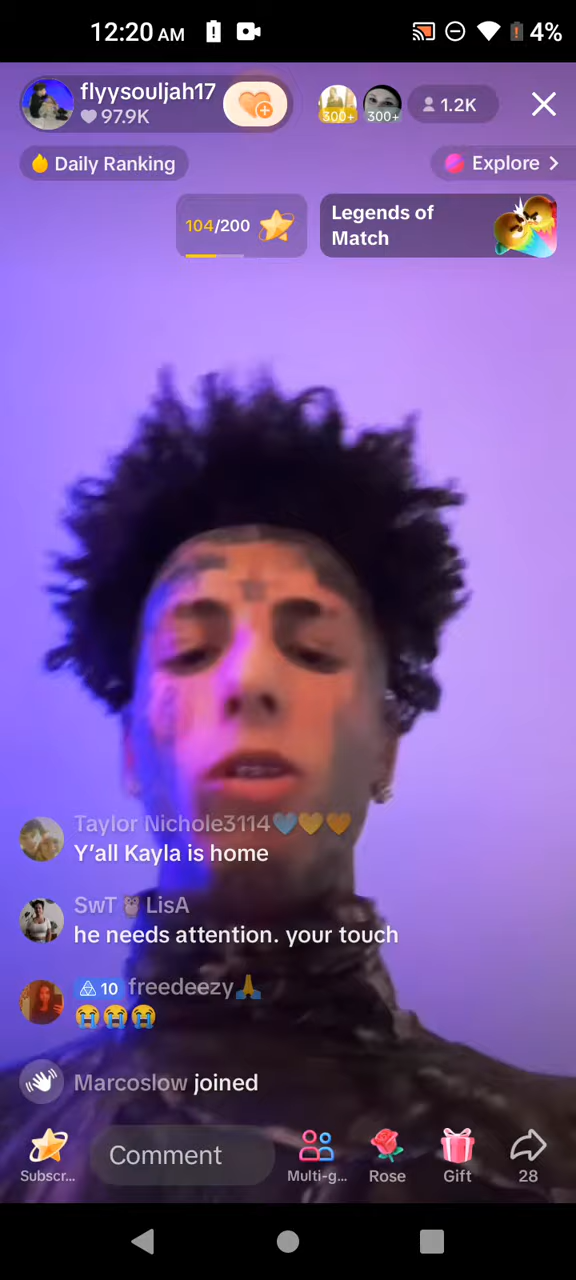 12:20 AM
4%
flyysouljah17
97.9K
300+
300+
1.2K
Daily Ranking
Explore
104/200
Legends of
Match
Taylor Nichole3114🩵💛🧡
Y'all Kayla is home
SwT🦉LisA
he needs attention. your touch
10 freedeezy🙏
😭😭😭
Marcoslow joined
Subscr...
Comment
Multi-g...
Rose
Gift
28